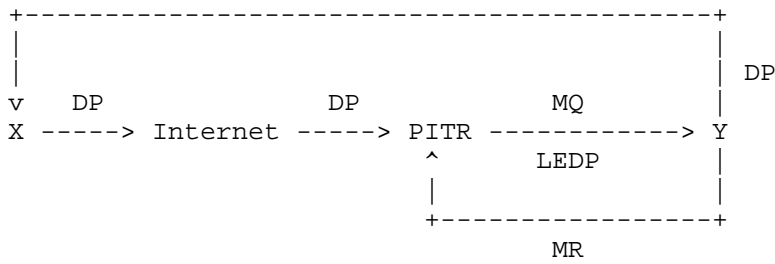 DP
v DP DP MQ
X -----> Internet -----> PITR ------------> Y
LEDP
MR